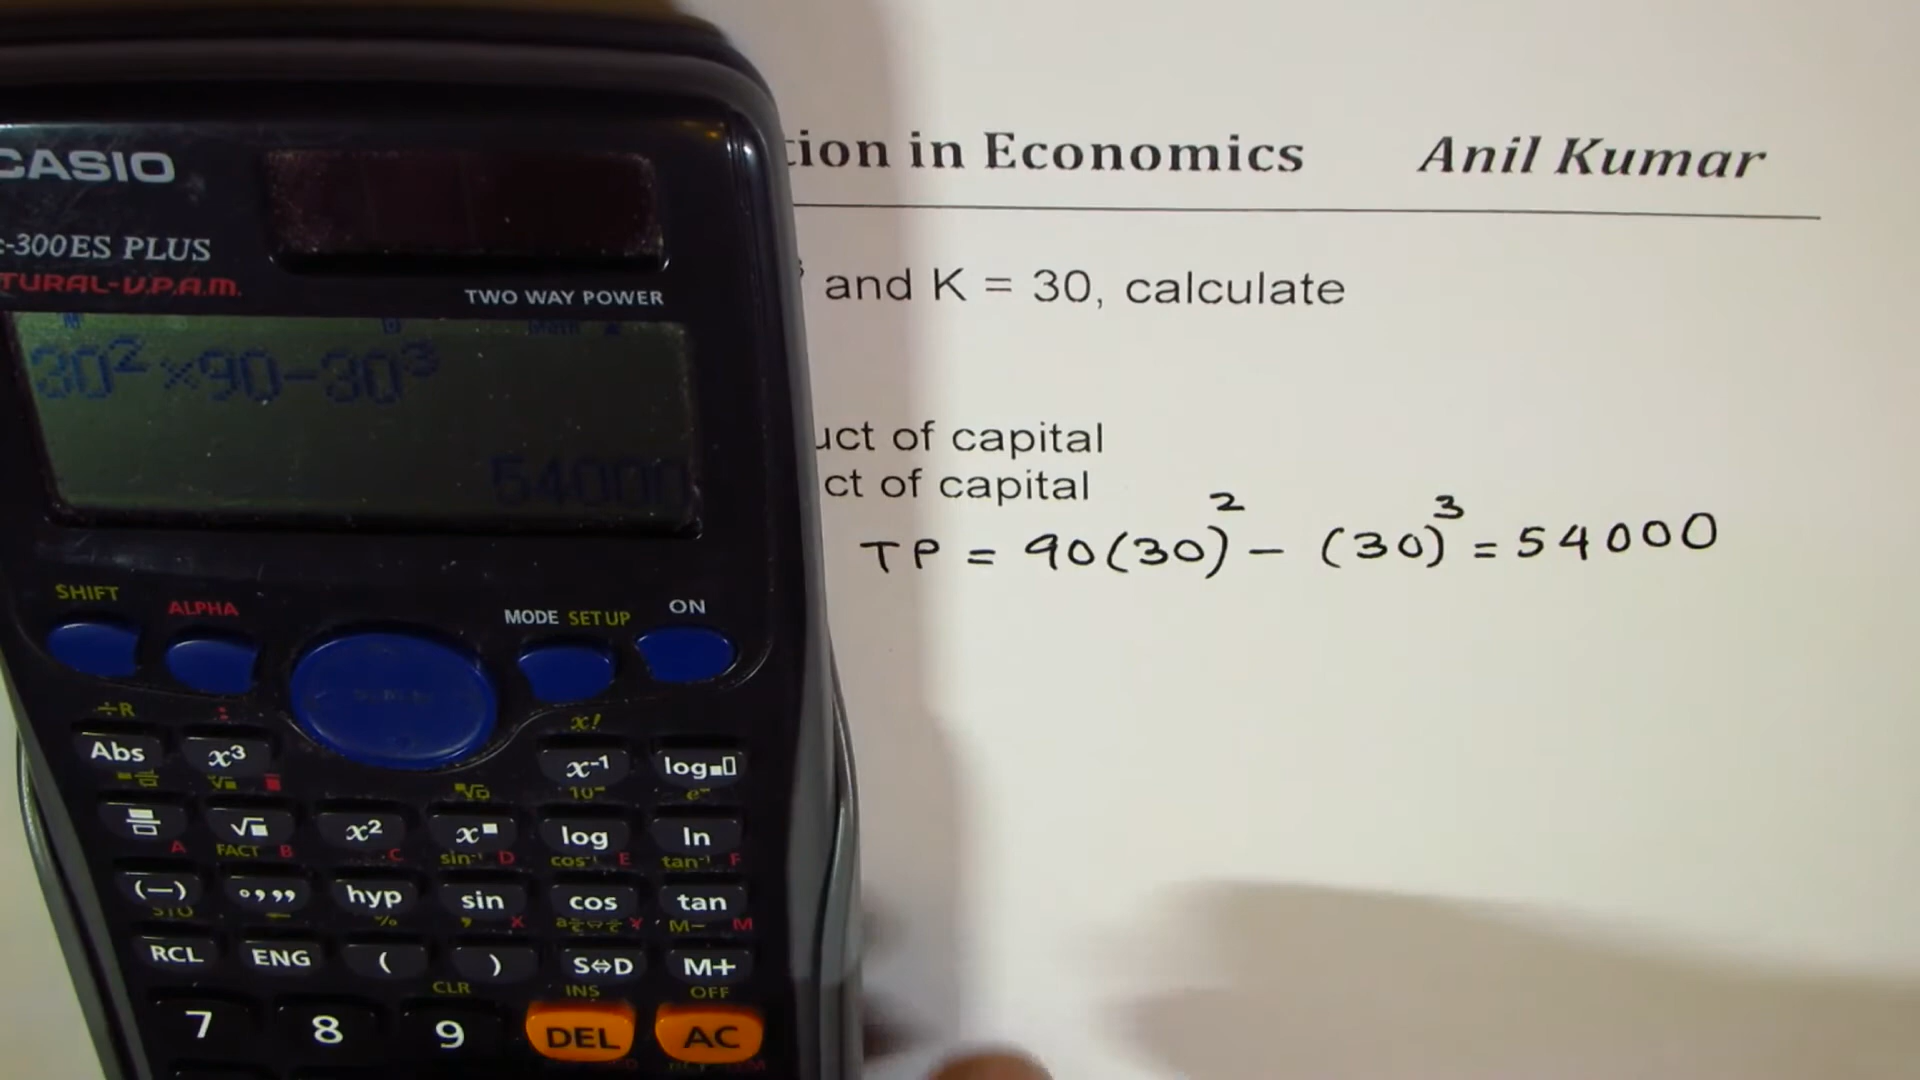 CASIO
-300ES PLUS
TURAL-V.P.A.M.
TWO WAY POWER
30²×90-30³
54000
SHIFT
ALPHA
MODE SETUP
ON
÷R
:
x!
Abs
x³
x⁻¹
log
log
ln
√
x²
FACT
A
B
C
sin⁻¹ D
cos⁻¹ E
tan⁻¹ F
(−)
° , , ,
hyp
sin
cos
tan
STO
←
%
, X
Y
M− M
RCL
ENG
(
)
S⇔D
M+
CLR
INS
OFF
7
8
9
DEL
AC
tion in Economics Anil Kumar
³ and K = 30, calculate
uct of capital
ct of capital
TP = 90(30)² − (30)³ = 54000